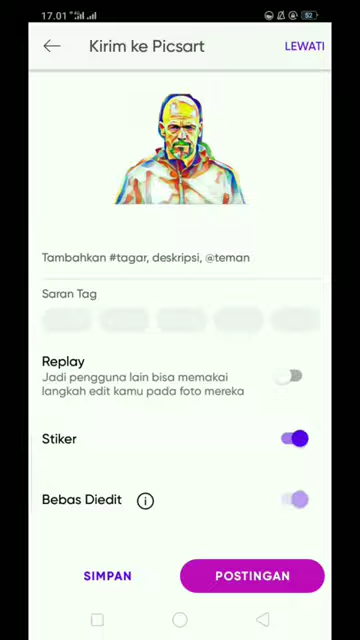 17.01
Kirim ke Picsart
LEWATI
Tambahkan #tagar, deskripsi, @teman
Saran Tag
Replay
Jadi pengguna lain bisa memakai
langkah edit kamu pada foto mereka
Stiker
Bebas Diedit
SIMPAN
POSTINGAN